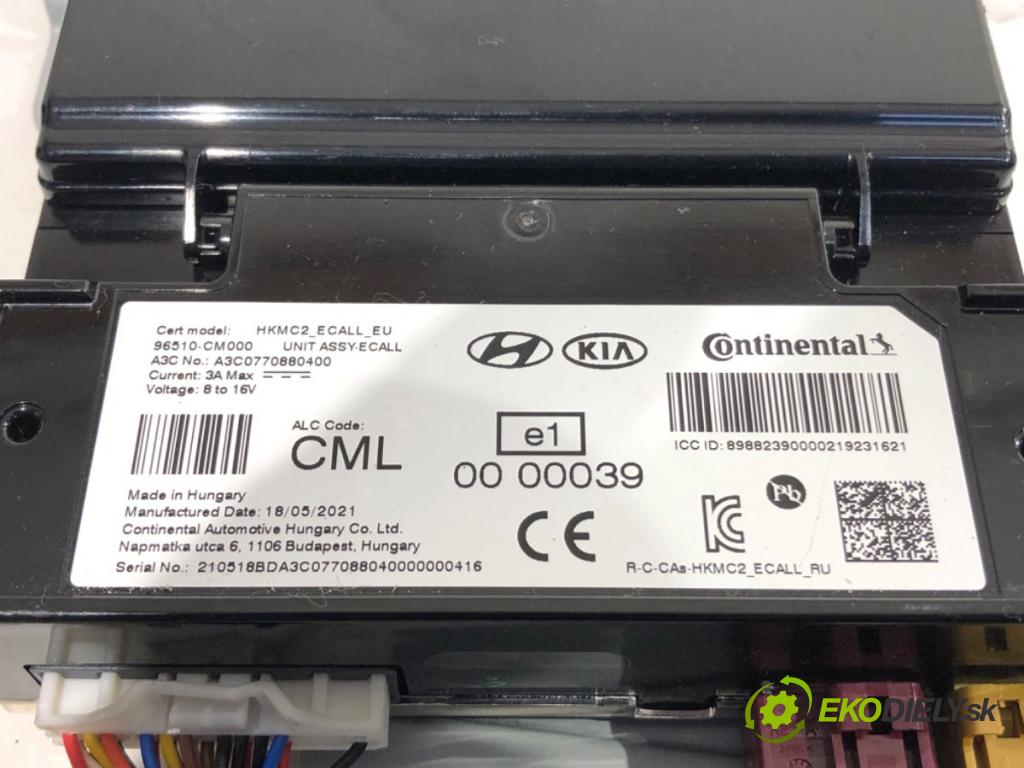 Cert model: HKMC2_ECALL_EU
96510-CM000 UNIT ASSY-ECALL
A3C No.: A3C0770880400
Current: 3A Max
Voltage: 8 to 16V
KIA
Continental
ALC Code:
CML
e1
00 00039
ICC ID: 89882390000219231621
Pb
Made in Hungary
Manufactured Date: 18/05/2021
Continental Automotive Hungary Co. Ltd.
Napmatka utca 6, 1106 Budapest, Hungary
Serial No.: 210518BDA3C0770880400000000416
CE
R-C-CAs-HKMC2_ECALL_RU
EKODIELY.sk